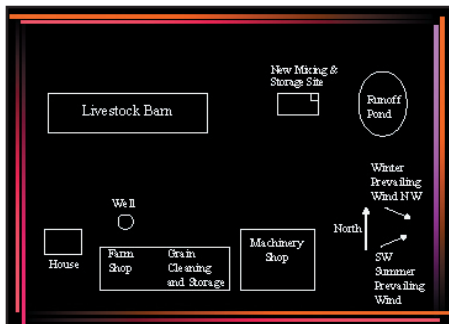 New Mixing &
Storage Site
Livestock Barn
Runoff
Pond
Winter
Prevailing
Wind NW
Well
North
House
Farm
Shop
Grain
Cleaning
and Storage
Machinery
Shop
SW
Summer
Prevailing
Wind